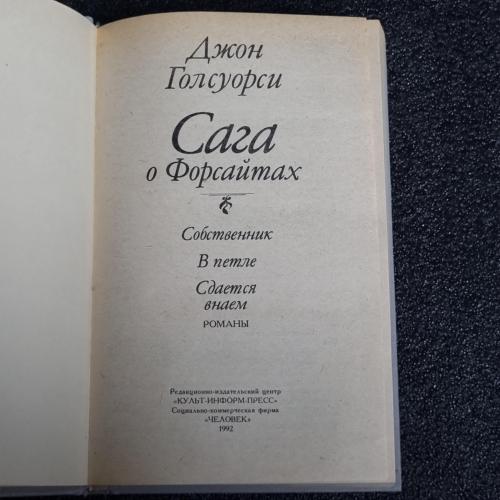 Джон
Голсуорси
Сага
о Форсайтах
Собственник
В петле
Сдается
внаем
РОМАНЫ
Редакционно-издательский центр
«КУЛЬТ-ИНФОРМ-ПРЕСС»
Социально-коммерческая фирма
«ЧЕЛОВЕК»
1992